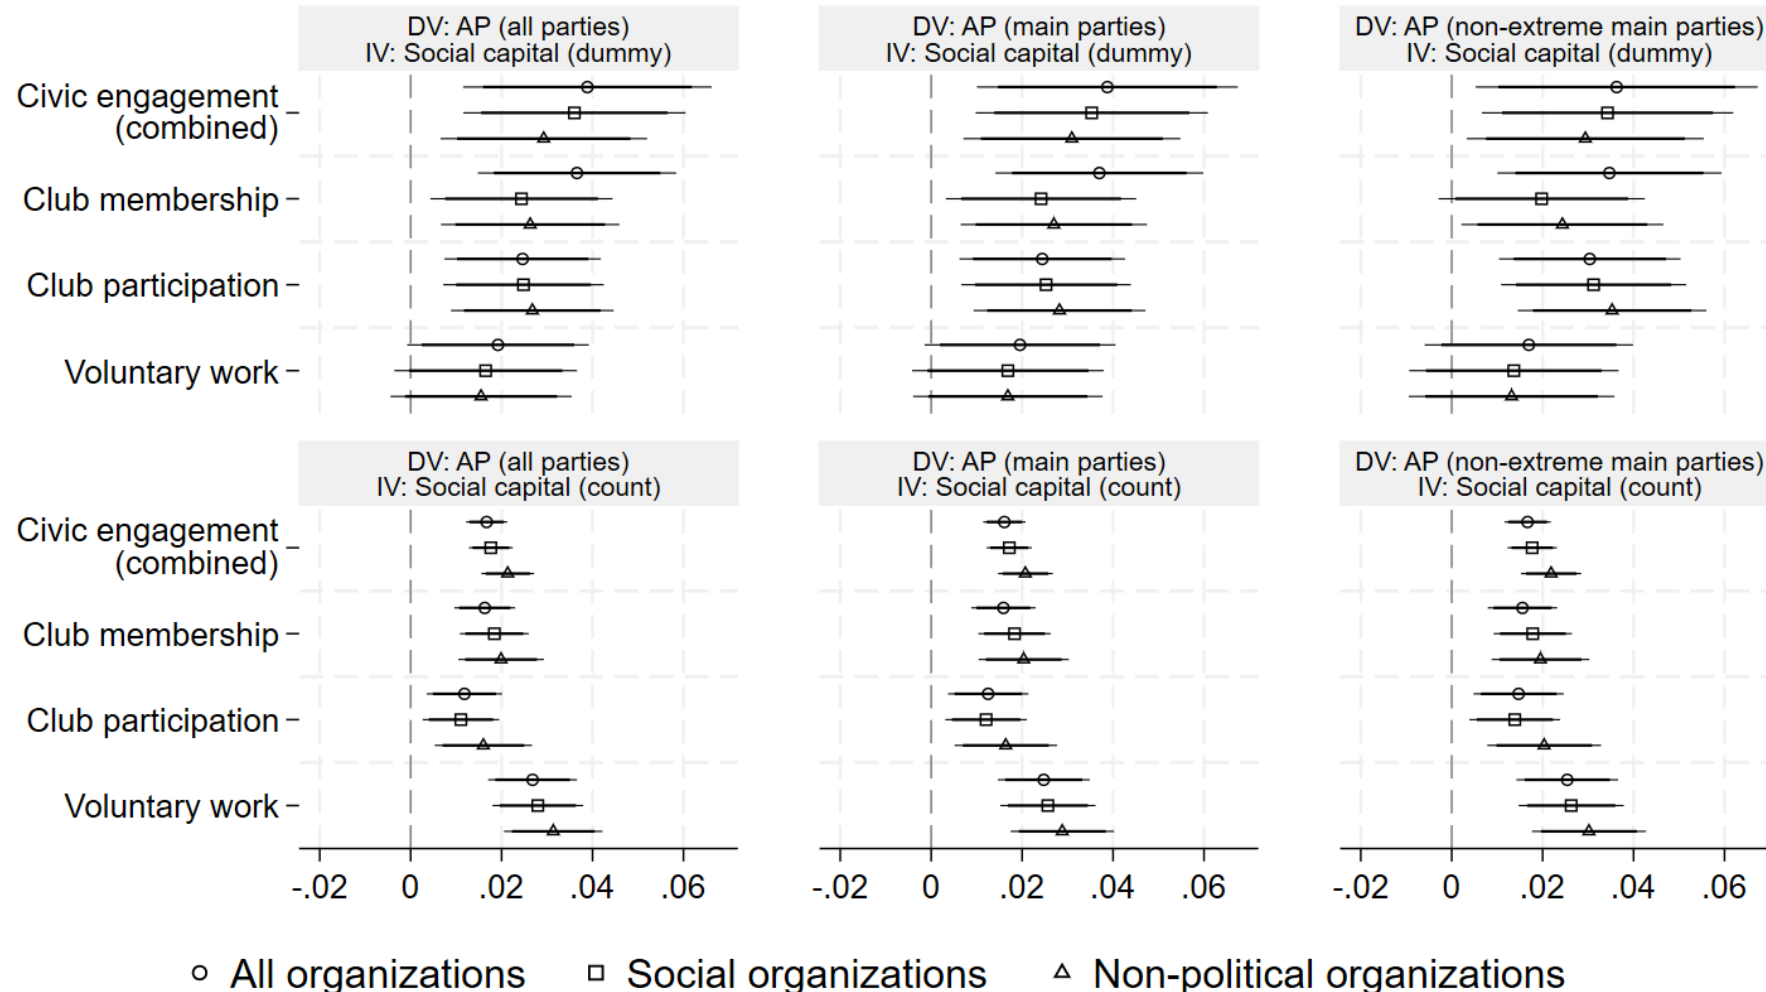 DV: AP (all parties)
IV: Social capital (dummy)
DV: AP (main parties)
IV: Social capital (dummy)
DV: AP (non-extreme main parties)
IV: Social capital (dummy)
Civic engagement
(combined)
Club membership
Club participation
Voluntary work
DV: AP (all parties)
IV: Social capital (count)
DV: AP (main parties)
IV: Social capital (count)
DV: AP (non-extreme main parties)
IV: Social capital (count)
Civic engagement
(combined)
Club membership
Club participation
Voluntary work
-.02 0 .02 .04 .06
-.02 0 .02 .04 .06
-.02 0 .02 .04 .06
All organizations
Social organizations
Non-political organizations